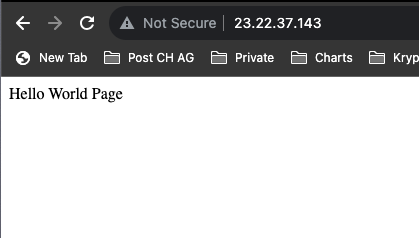 Not Secure | 23.22.37.143
New Tab Post CH AG Private Charts Kryp
Hello World Page